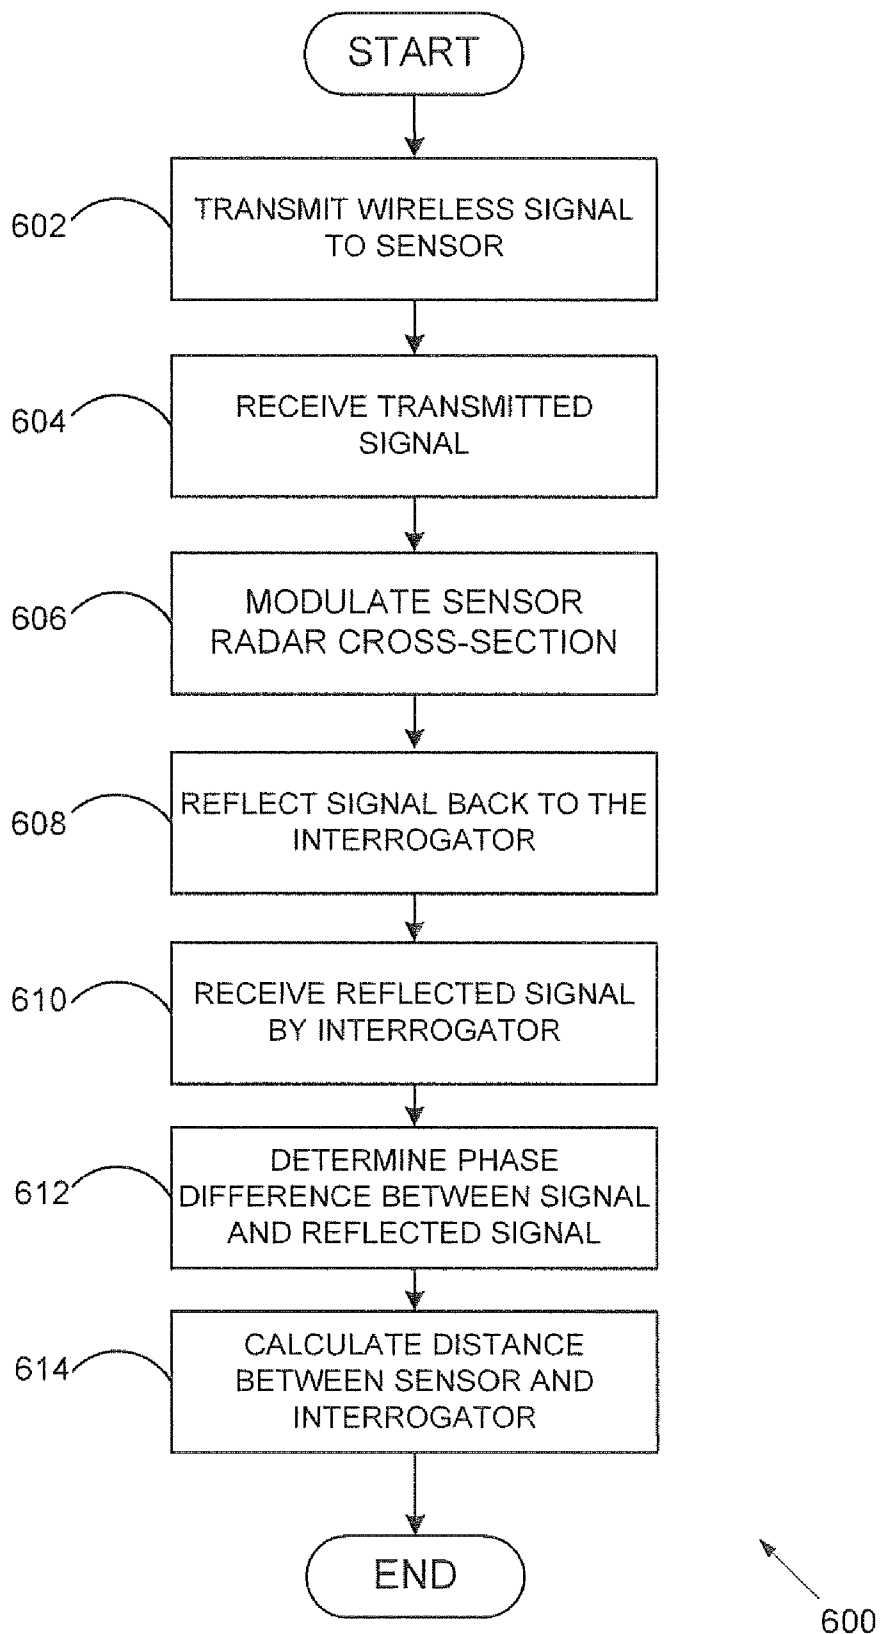 START
602
TRANSMIT WIRELESS SIGNAL
TO SENSOR
604
RECEIVE TRANSMITTED
SIGNAL
606
MODULATE SENSOR
RADAR CROSS-SECTION
608
REFLECT SIGNAL BACK TO THE
INTERROGATOR
610
RECEIVE REFLECTED SIGNAL
BY INTERROGATOR
612
DETERMINE PHASE
DIFFERENCE BETWEEN SIGNAL
AND REFLECTED SIGNAL
614
CALCULATE DISTANCE
BETWEEN SENSOR AND
INTERROGATOR
END
600